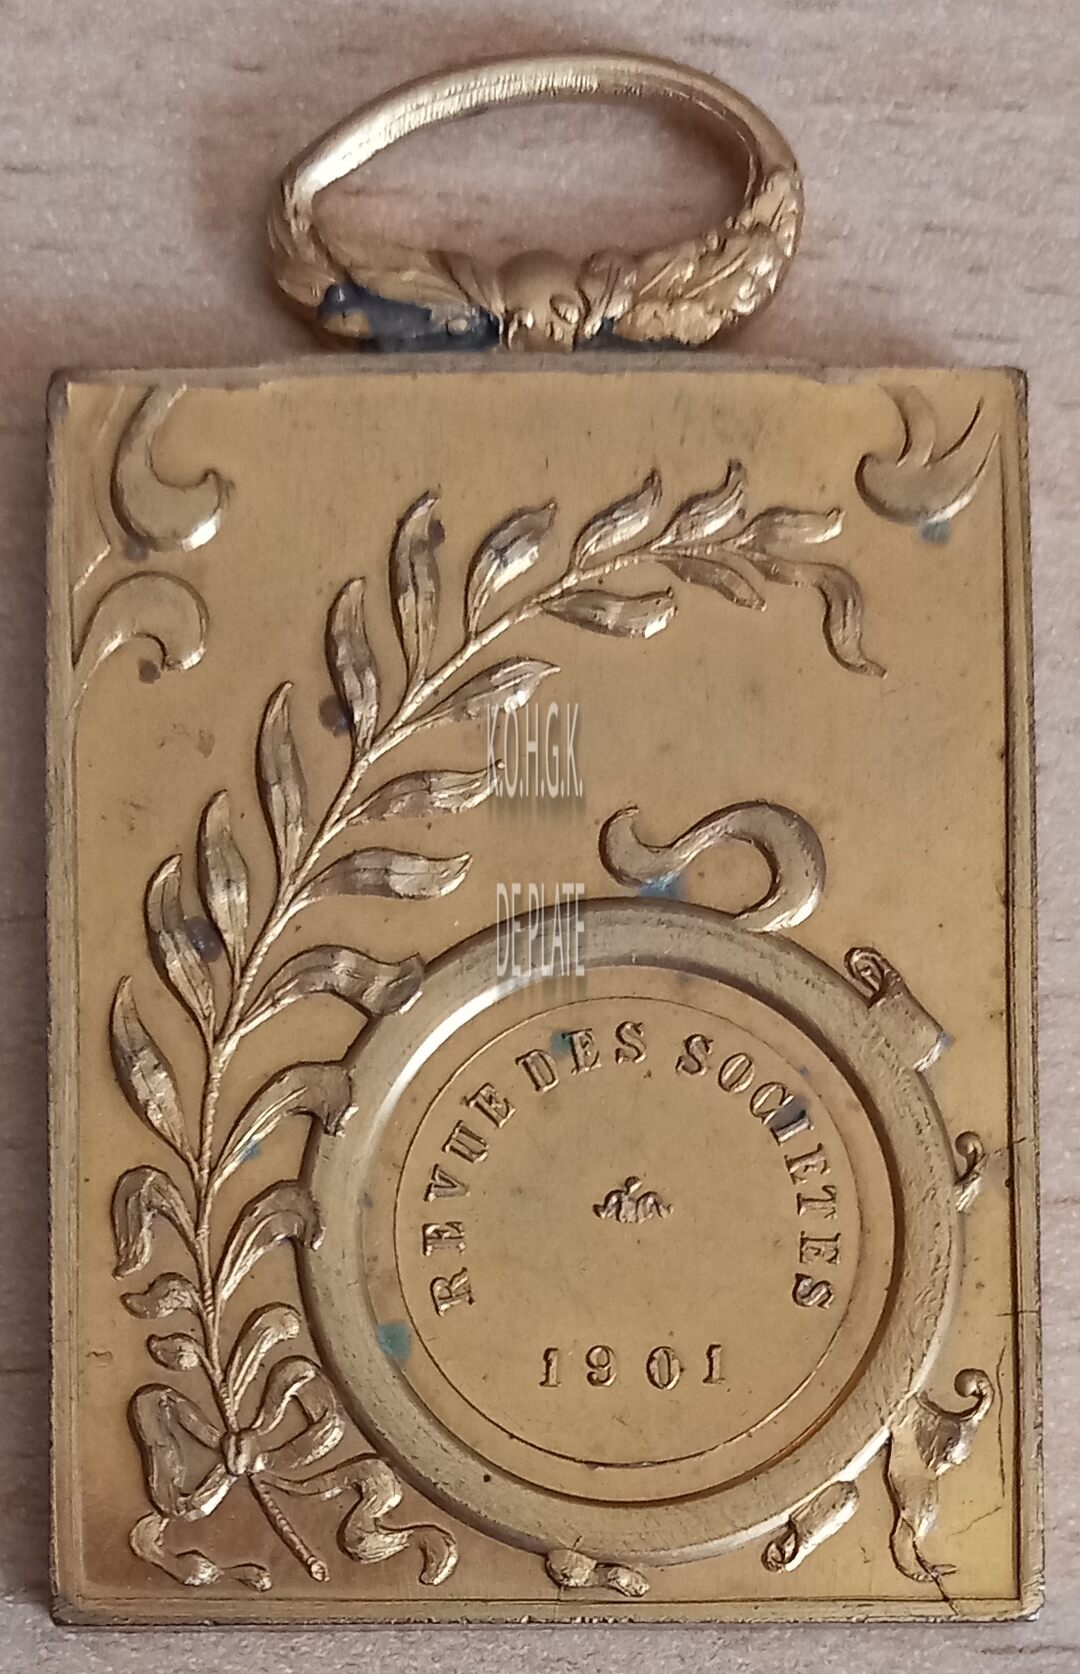 K.O.H.G.K.
DE.PLATE
REVUE DES SOCIETES
1901